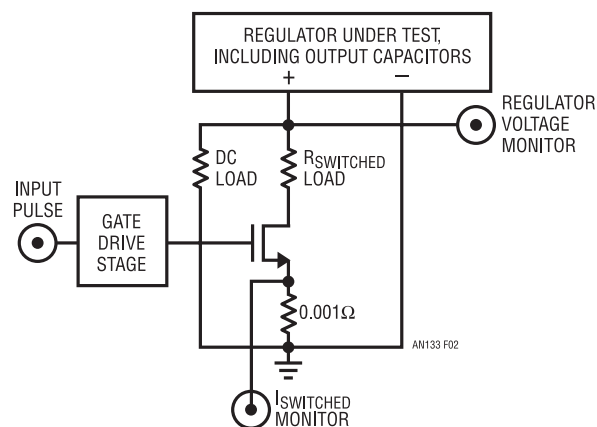 REGULATOR UNDER TEST,
INCLUDING OUTPUT CAPACITORS
+ −
REGULATOR
VOLTAGE
MONITOR
DC
LOAD
RSWITCHED
LOAD
INPUT
PULSE
GATE
DRIVE
STAGE
0.001Ω
AN133 F02
ISWITCHED
MONITOR